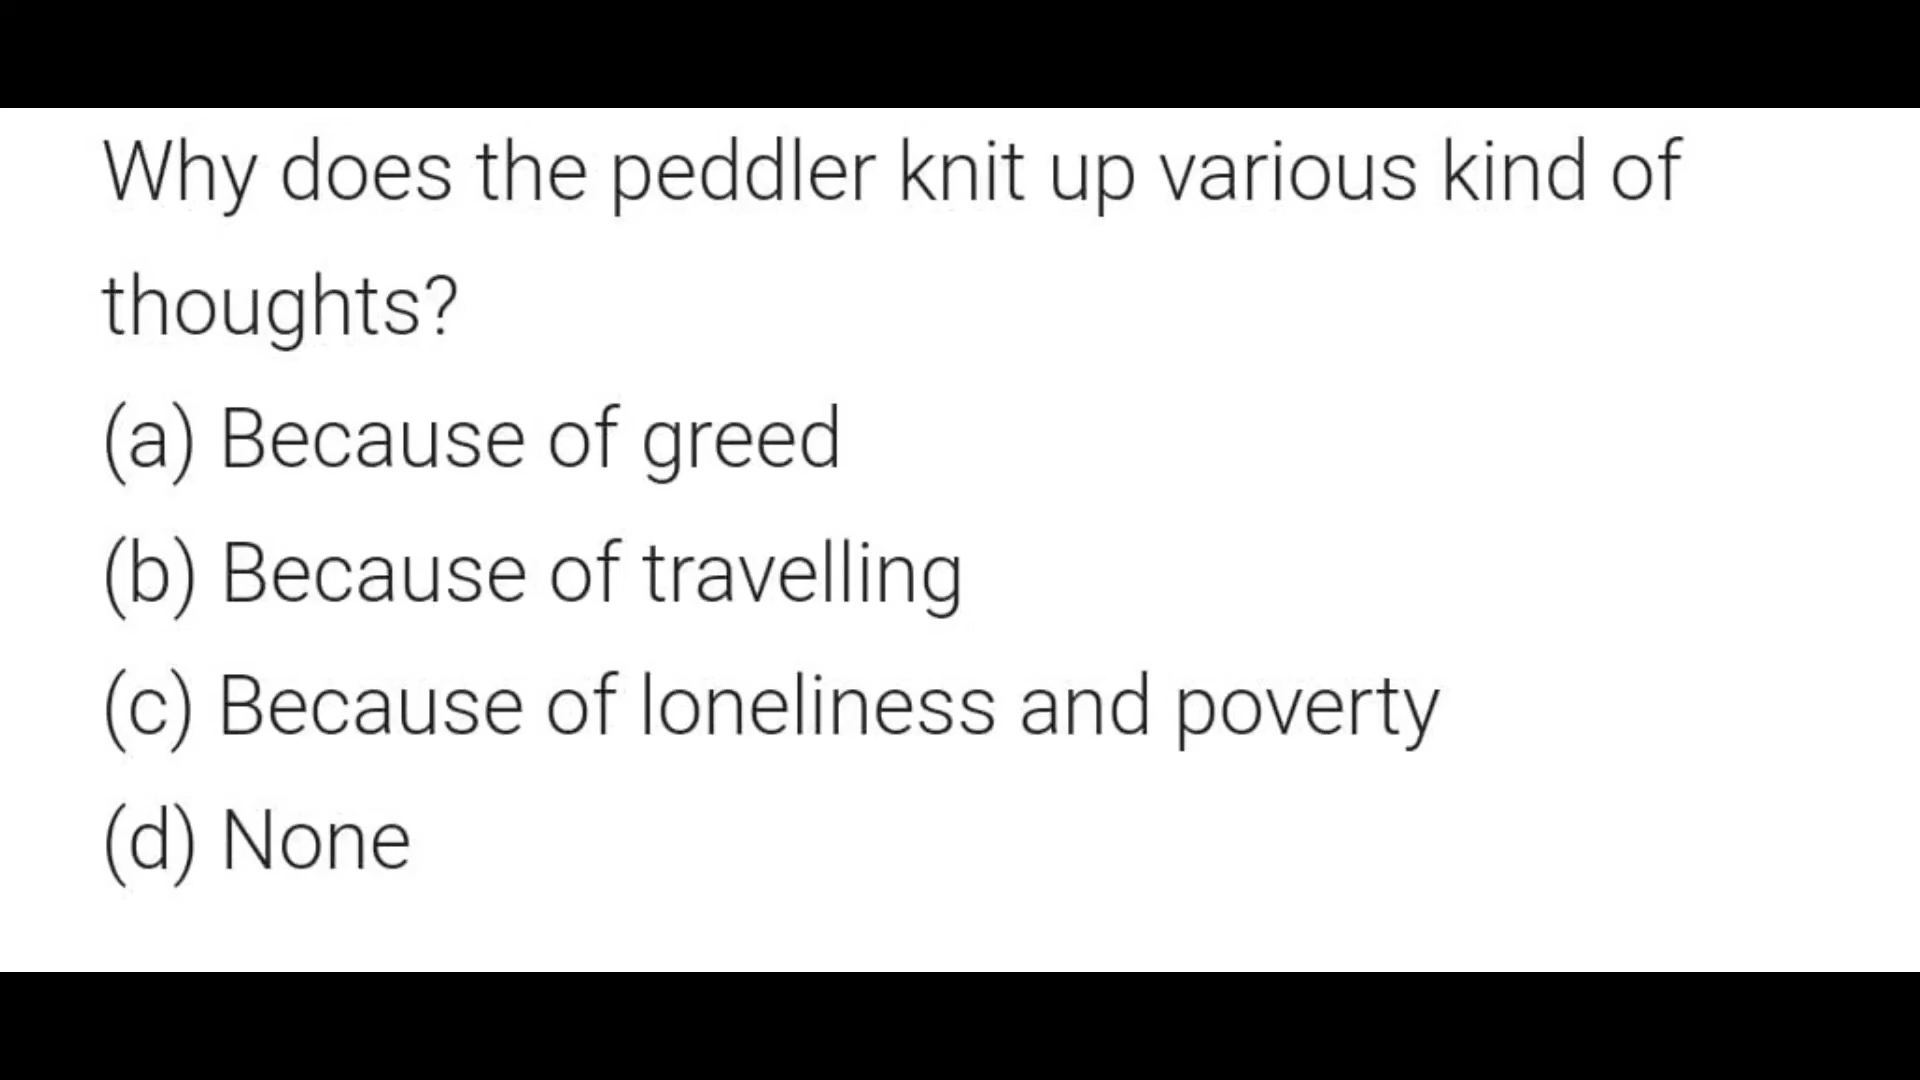 Why does the peddler knit up various kind of
thoughts?
(a) Because of greed
(b) Because of travelling
(c) Because of loneliness and poverty
(d) None